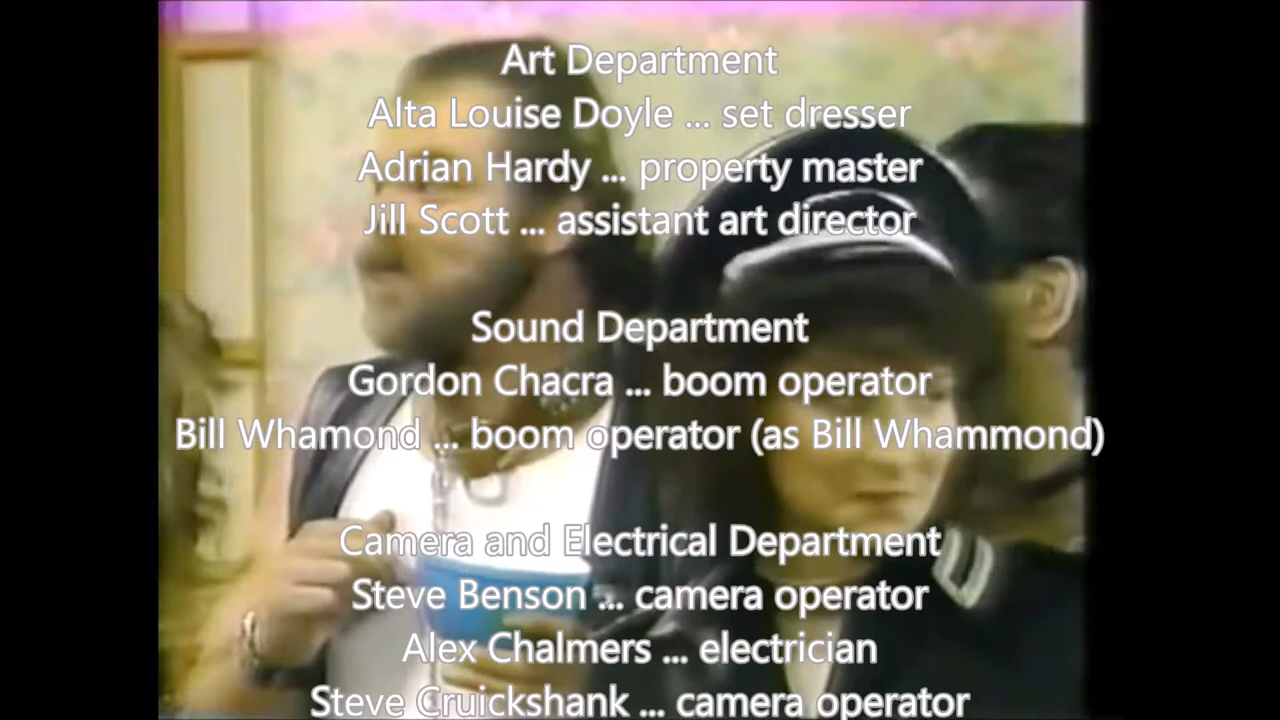 Art Department
Alta Louise Doyle ... set dresser
Adrian Hardy ... property master
Jill Scott ... assistant art director
Sound Department
Gordon Chacra ... boom operator
Bill Whamond ... boom operator (as Bill Whammond)
Camera and Electrical Department
Steve Benson ... camera operator
Alex Chalmers ... electrician
Steve Cruickshank ... camera operator